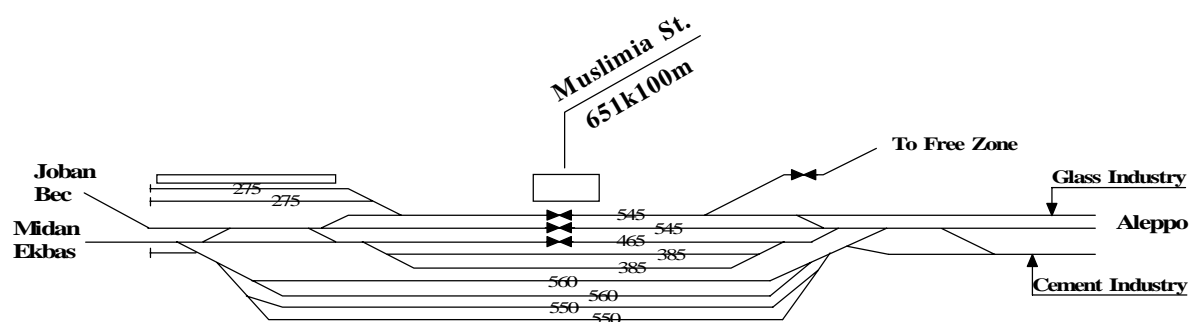 Muslimia St.
651k100m
To Free Zone
Joban
Bec
Glass Industry
275
275
545
Aleppo
545
Midan
Ekbas
465
385
385
560
Cement Industry
560
550
550